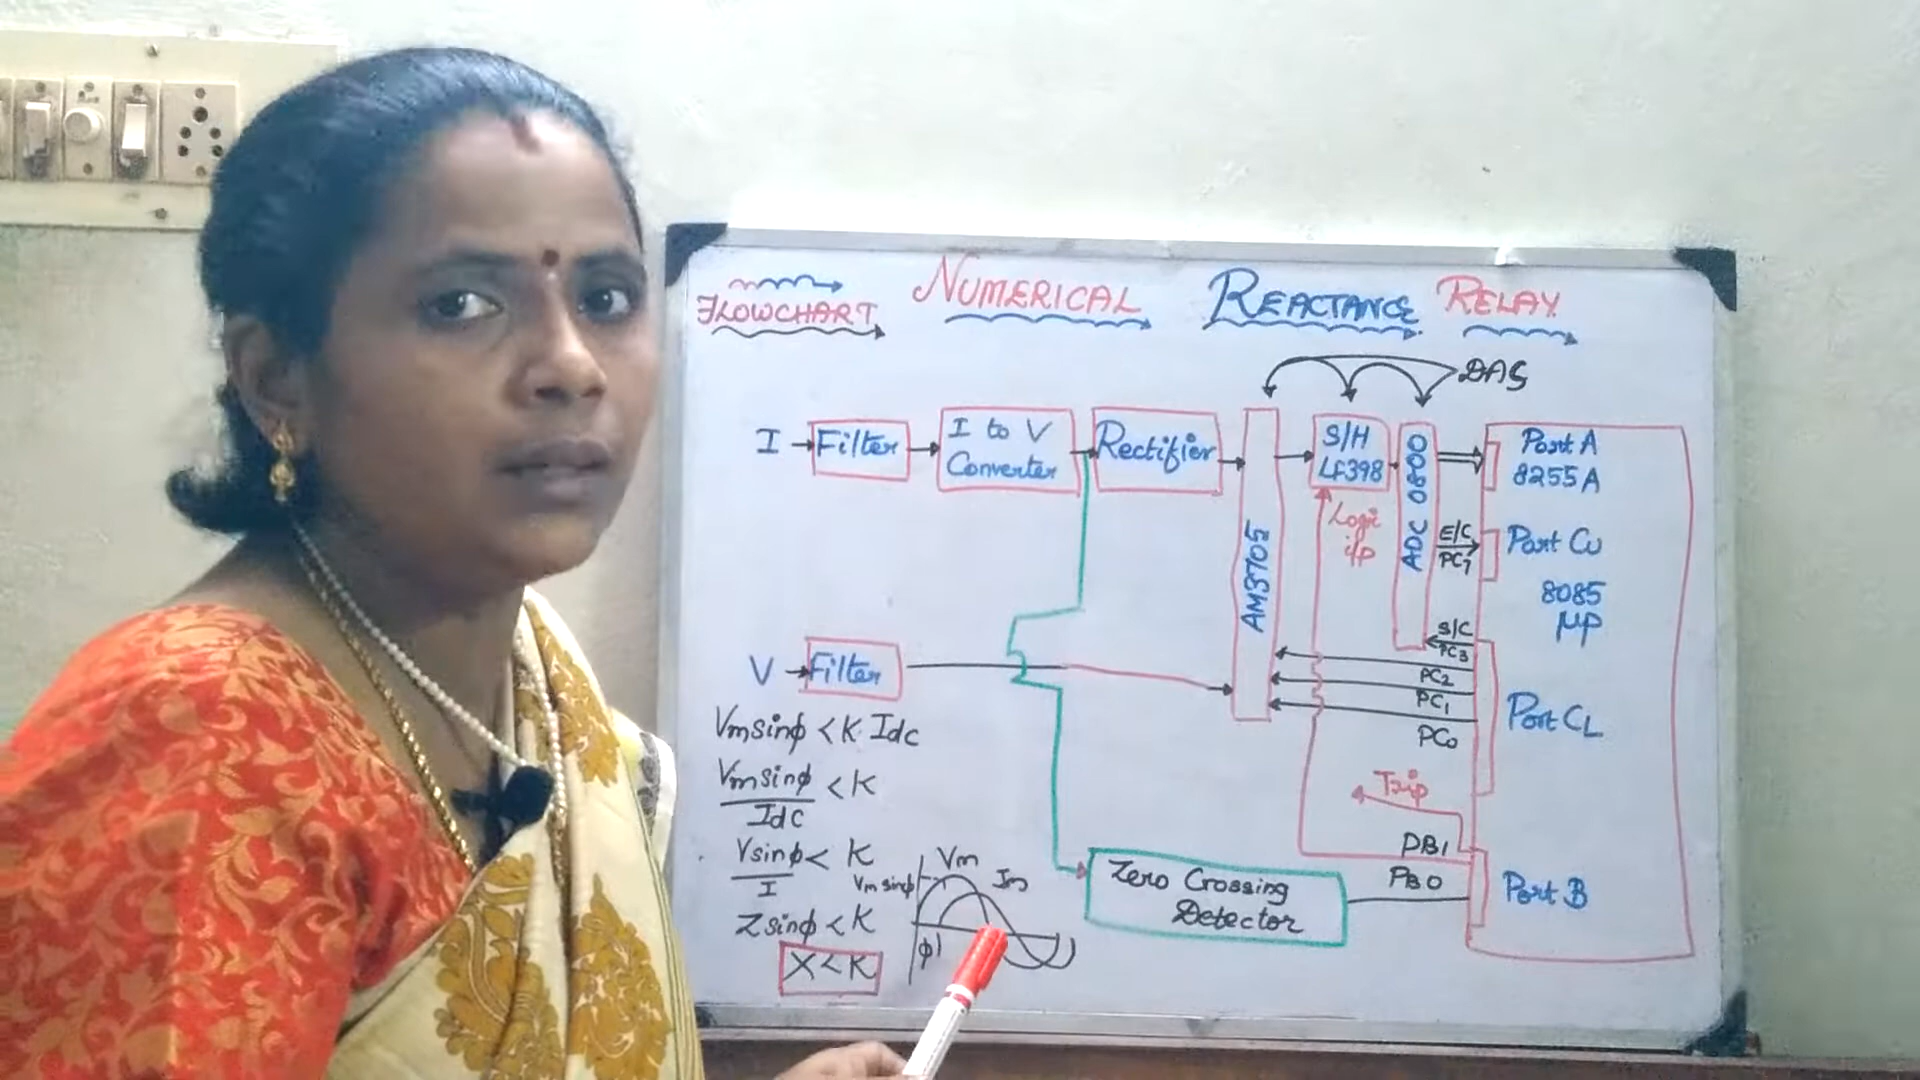 FLOWCHART NUMERICAL REACTANCE RELAY
DAS
I Filter I to V Converter Rectifier
AM3705
S/H
LF398
Logic
i/p
ADC 0800
Port A
8255A
E/C
PC7
Port CU
8085
μp
S/C
PC3
PC2
PC1
PC0
Port CL
V Filter
Trip
PB1
PB0
Port B
Zero Crossing
Detector
Vmsinϕ < K Idc
Vmsinϕ / Idc < K
Vsinϕ / I < K
Zsinϕ < K
X < K
Vm
Vm sinϕ
Im
ϕ